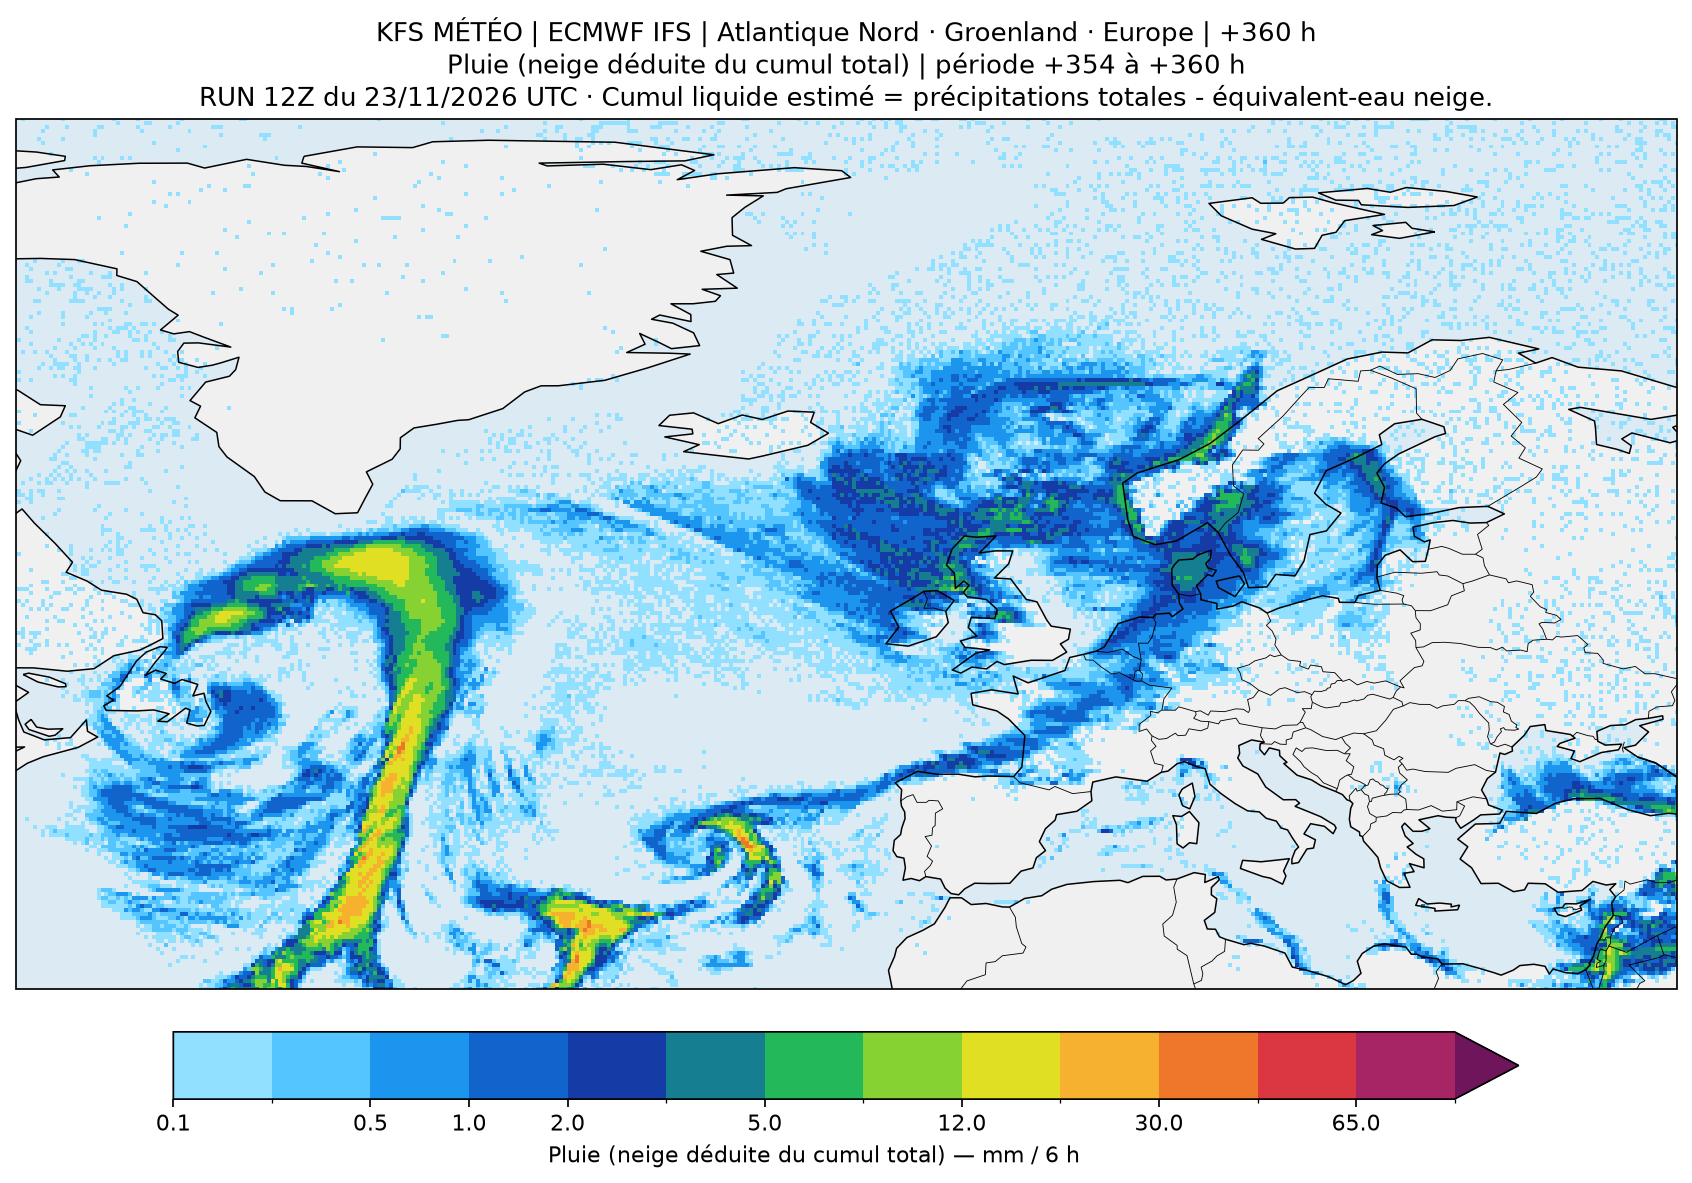 KFS MÉTÉO | ECMWF IFS | Atlantique Nord · Groenland · Europe | +360 h
Pluie (neige déduite du cumul total) | période +354 à +360 h
RUN 12Z du 23/11/2026 UTC · Cumul liquide estimé = précipitations totales - équivalent-eau neige.
0.1 0.5 1.0 2.0 5.0 12.0 30.0 65.0
Pluie (neige déduite du cumul total) — mm / 6 h